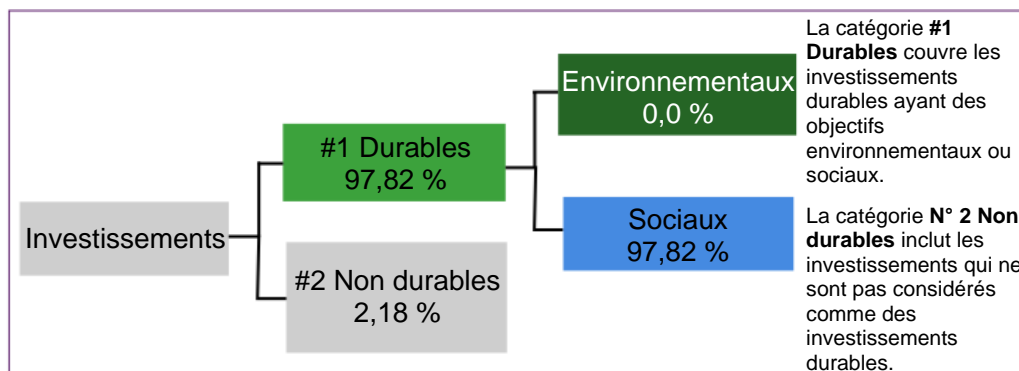 Investissements
#1 Durables
97,82 %
#2 Non durables
2,18 %
Environnementaux
0,0 %
Sociaux
97,82 %
La catégorie #1
Durables couvre les
investissements
durables ayant des
objectifs
environnementaux ou
sociaux.
La catégorie N° 2 Non
durables inclut les
investissements qui ne
sont pas considérés
comme des
investissements
durables.